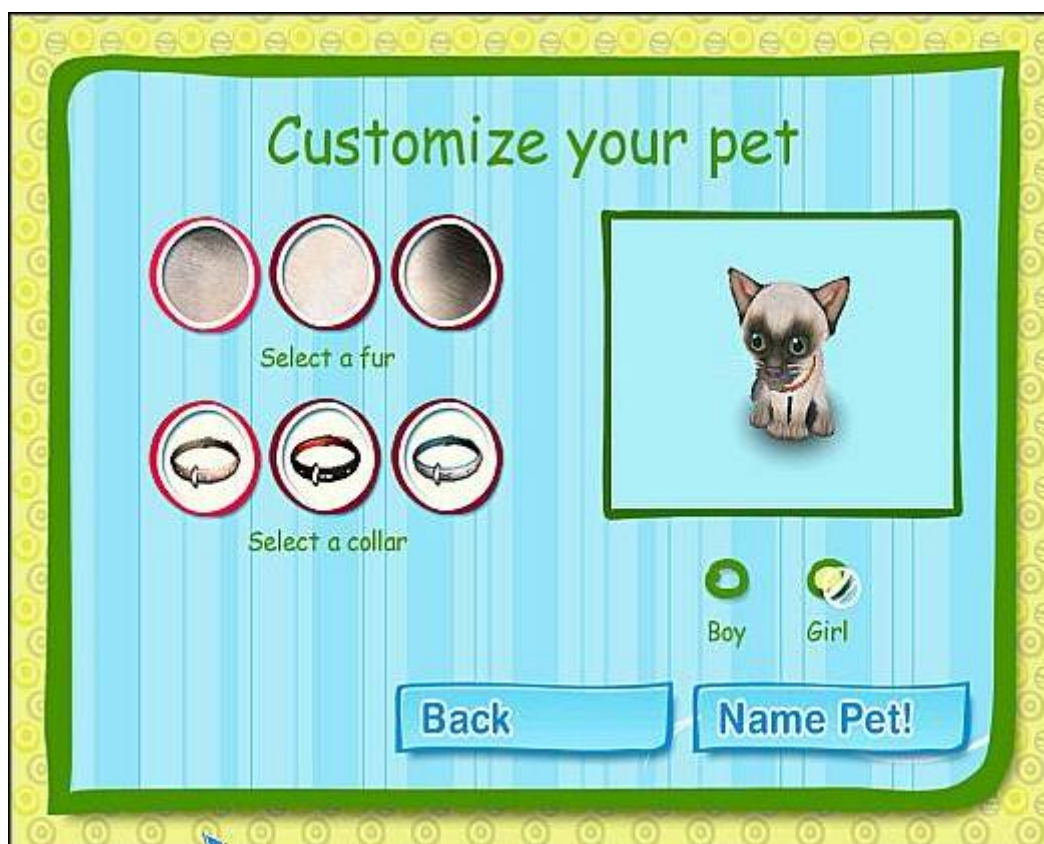 Customize your pet
Select a fur
Select a collar
Boy
Girl
Back
Name Pet!